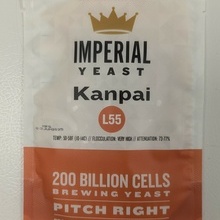 IMPERIAL
YEAST
Kanpai
L55
200 BILLION CELLS
BREWING YEAST
PITCH RIGHT